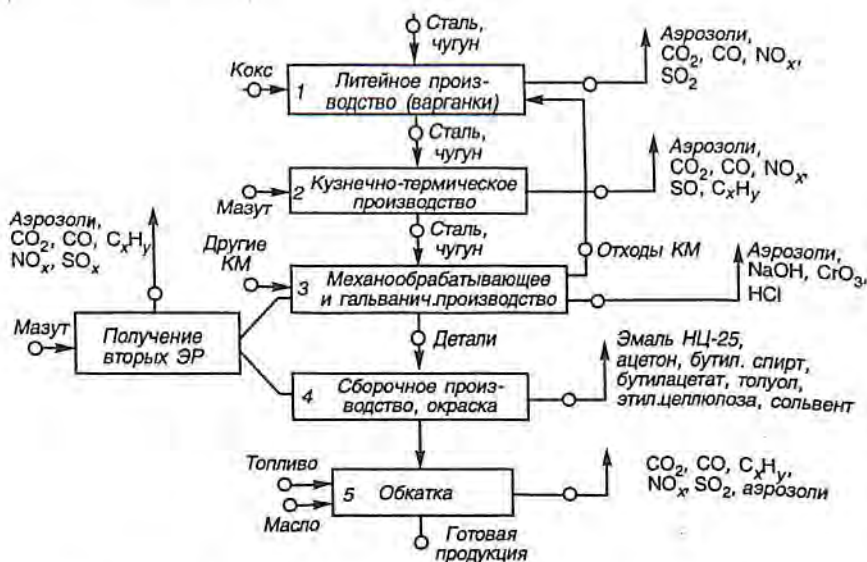 Сталь,
чугун
Кокс
1 Литейное произ-
водство (варганки)
Аэрозоли,
CO₂, CO, NOₓ,
SO₂
Сталь,
чугун
Мазут
2 Кузнечно-термическое
производство
Аэрозоли,
CO₂, CO, NOₓ,
SO, CₓHᵧ
Сталь,
чугун
Другие
КМ
3 Механообрабатывающее
и гальванич.производство
Отходы КМ
Аэрозоли,
NaOH, CrO₃,
HCl
Аэрозоли,
CO₂, CO, CₓHᵧ
NOₓ, SOₓ
Мазут
Получение
вторых ЭР
Детали
4 Сборочное произ-
водство, окраска
Эмаль НЦ-25,
ацетон, бутил. спирт,
бутилацетат, толуол,
этил.целлюлоза, сольвент
Топливо
Масло
5 Обкатка
CO₂, CO, CₓHᵧ,
NOₓ, SO₂, аэрозоли
Готовая
продукция